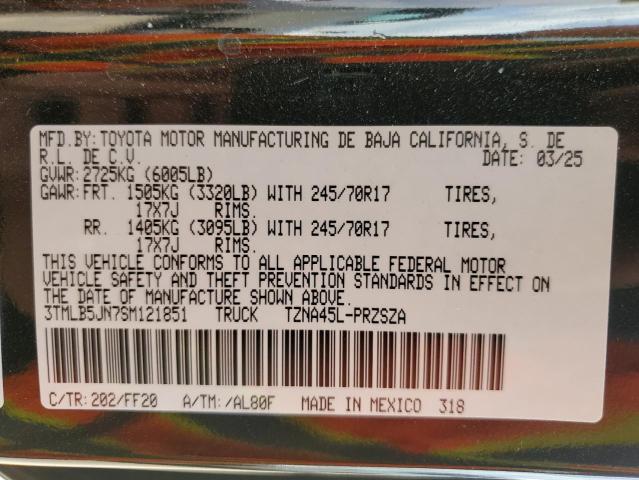 MFD.BY:TOYOTA MOTOR MANUFACTURING DE BAJA CALIFORNIA, S. DE
R.L. DE C.V. DATE: 03/25
GVWR:2725KG (6005LB)
GAWR:FRT. 1505KG (3320LB) WITH 245/70R17 TIRES,
17X7J RIMS.
RR. 1405KG (3095LB) WITH 245/70R17 TIRES,
17X7J RIMS.
THIS VEHICLE CONFORMS TO ALL APPLICABLE FEDERAL MOTOR
VEHICLE SAFETY AND THEFT PREVENTION STANDARDS IN EFFECT ON
THE DATE OF MANUFACTURE SHOWN ABOVE.
3TMLB5JN7SM121851 TRUCK TZNA45L-PRZSZA
C/TR:202/FF20 A/TM:/AL80F MADE IN MEXICO 318